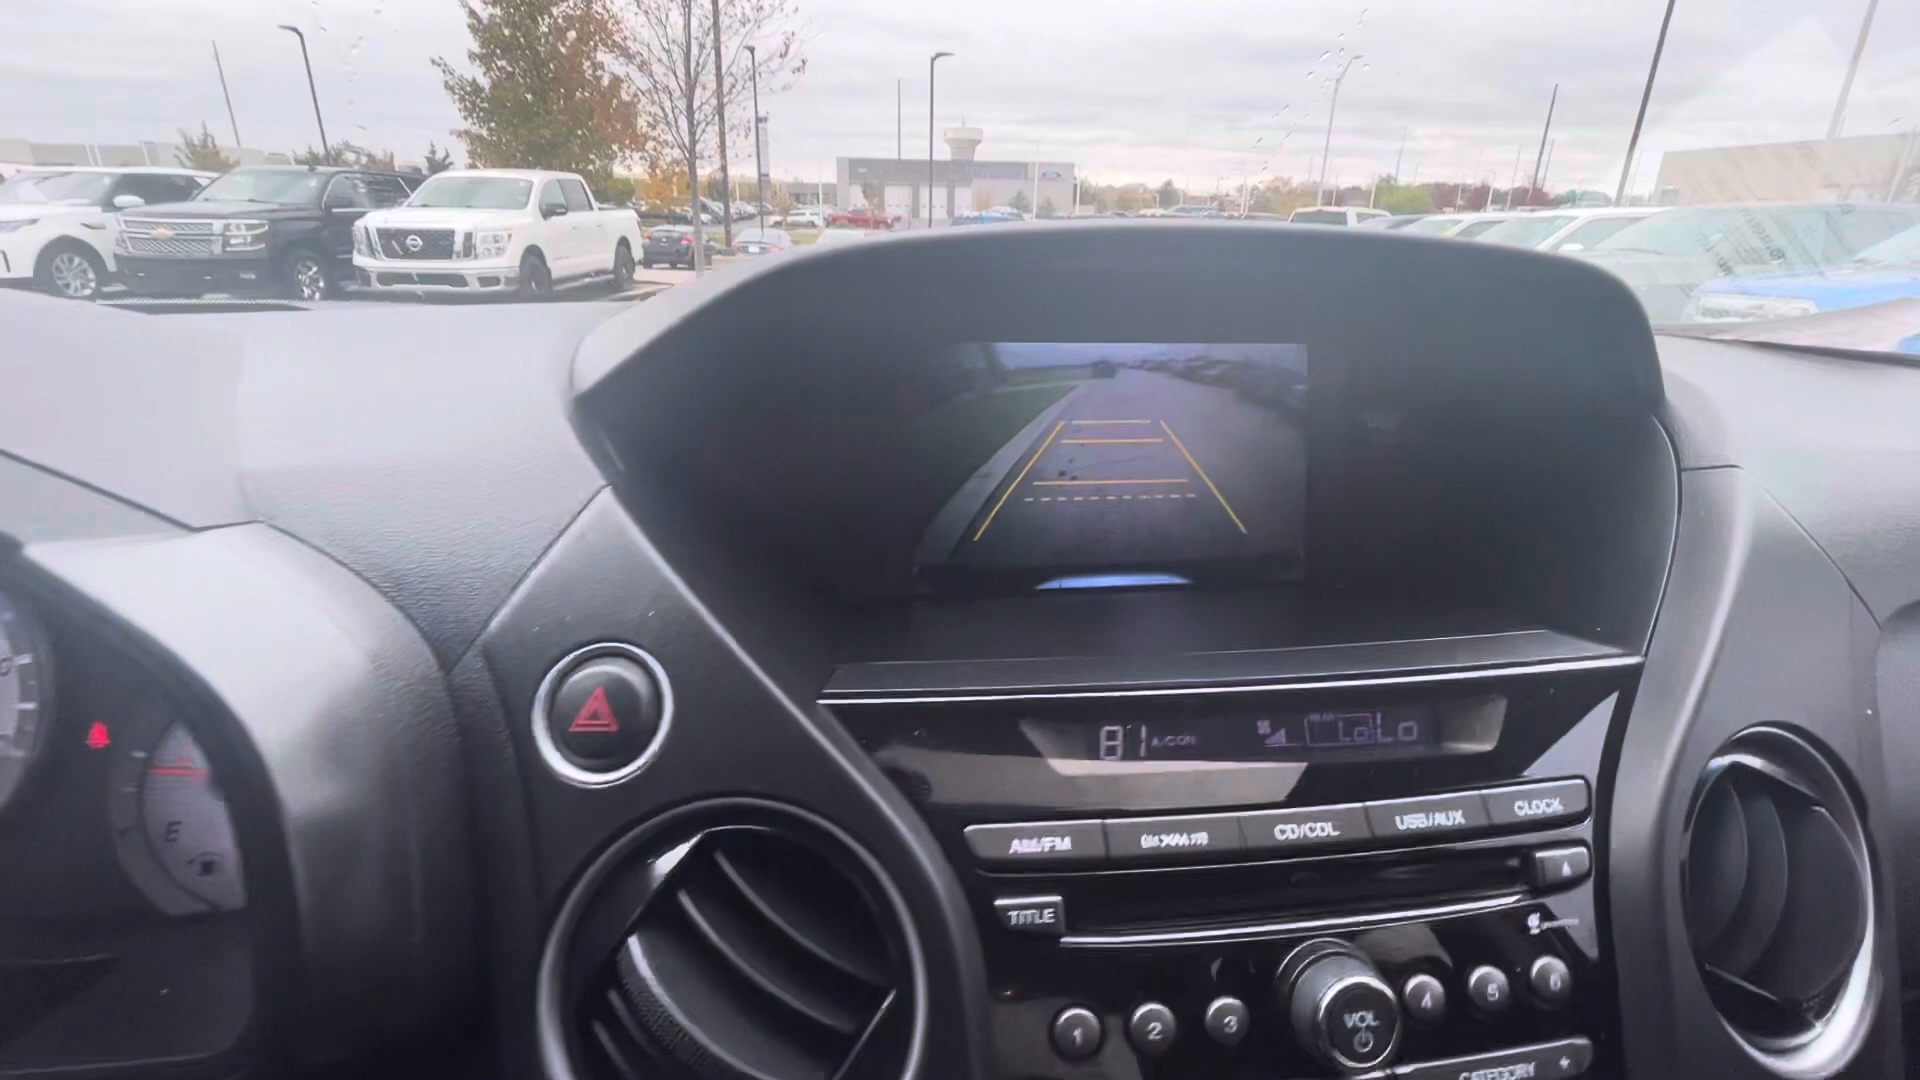 81 A/CON Lo Lo
AM/FM CD/CDL USB/AUX CLOCK
TITLE
1 2 3 VOL 4 5 6
CATEGORY +
E